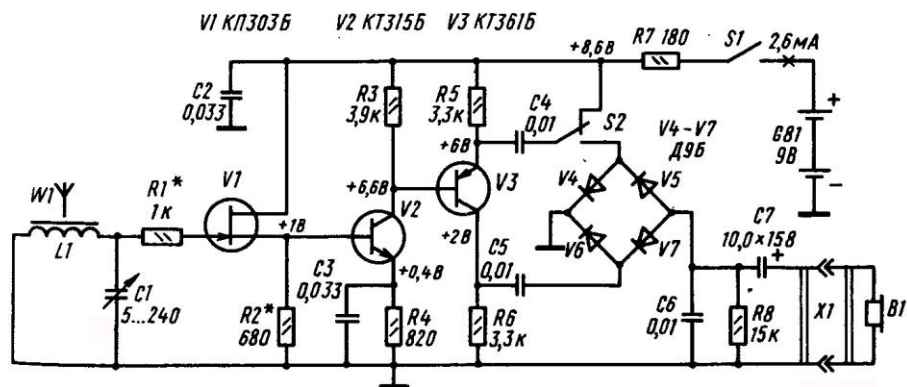 V1 КП303Б V2 КТ315Б V3 КТ361Б
R7 180
S1
2,6мА
+8,6В
C2
0,033
R3
3,9к
R5
3,3к
C4
0,01
S2
V4–V7
Д9Б
+
GB1
9В
–
+6В
W1
R1*
1к
V1
+6,6В
V3
V4
V5
L1
+1В
V2
+2В
V6
V7
C7
10,0×15В
+
C5
0,01
C1
5...240
C3
0,033
+0,4В
R2*
680
R4
820
R6
3,3к
C6
0,01
R8
15к
X1
B1